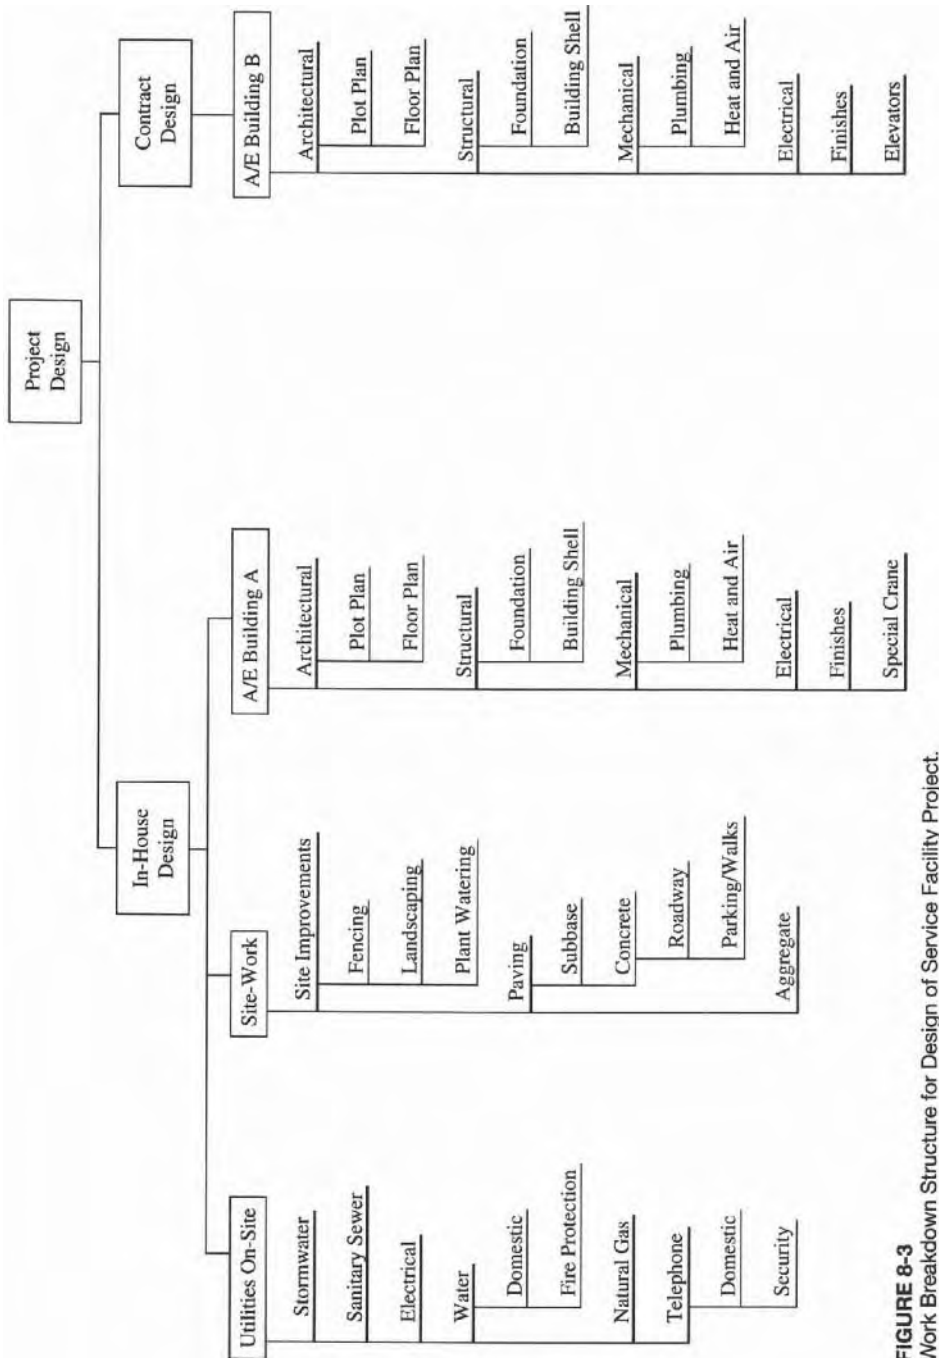 Project
Design
In-House
Design
Contract
Design
Utilities On-Site
Stormwater
Sanitary Sewer
Electrical
Water
Domestic
Fire Protection
Natural Gas
Telephone
Domestic
Security
Site-Work
Site Improvements
Fencing
Landscaping
Plant Watering
Paving
Subbase
Concrete
Roadway
Parking/Walks
Aggregate
A/E Building A
Architectural
Plot Plan
Floor Plan
Structural
Foundation
Building Shell
Mechanical
Plumbing
Heat and Air
Electrical
Finishes
Special Crane
A/E Building B
Architectural
Plot Plan
Floor Plan
Structural
Foundation
Building Shell
Mechanical
Plumbing
Heat and Air
Electrical
Finishes
Elevators
FIGURE 8-3
Work Breakdown Structure for Design of Service Facility Project.